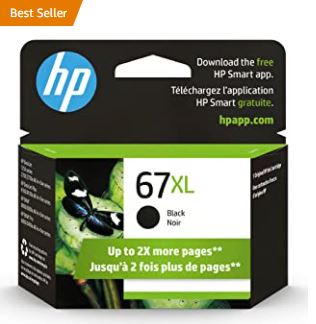 Best Seller
Download the free
HP Smart app.
Téléchargez l'application
HP Smart gratuite.
hpapp.com
hp
67XL
Black
Noir
Up to 2X more pages**
Jusqu'à 2 fois plus de pages**